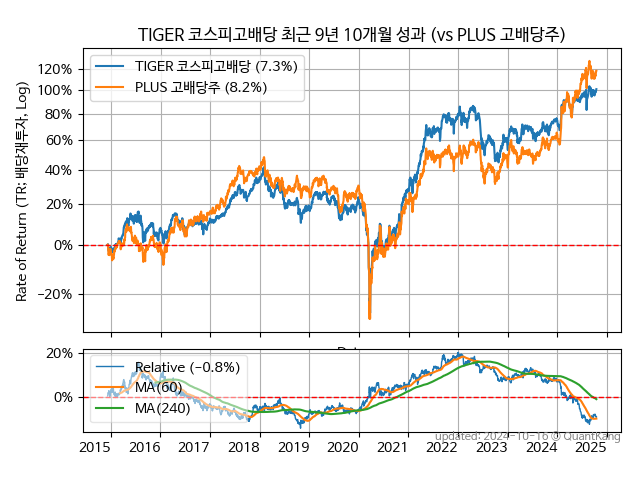 TIGER 코스피고배당 최근 9년 10개월 성과 (vs PLUS 고배당주)
Rate of Return (TR: 배당재투자, Log)
120%
100%
80%
60%
40%
20%
0%
−20%
TIGER 코스피고배당 (7.3%)
PLUS 고배당주 (8.2%)
20%
0%
Relative (−0.8%)
MA(60)
MA(240)
2015 2016 2017 2018 2019 2020 2021 2022 2023 2024 2025
updated: 2024-10-16 © QuantKang